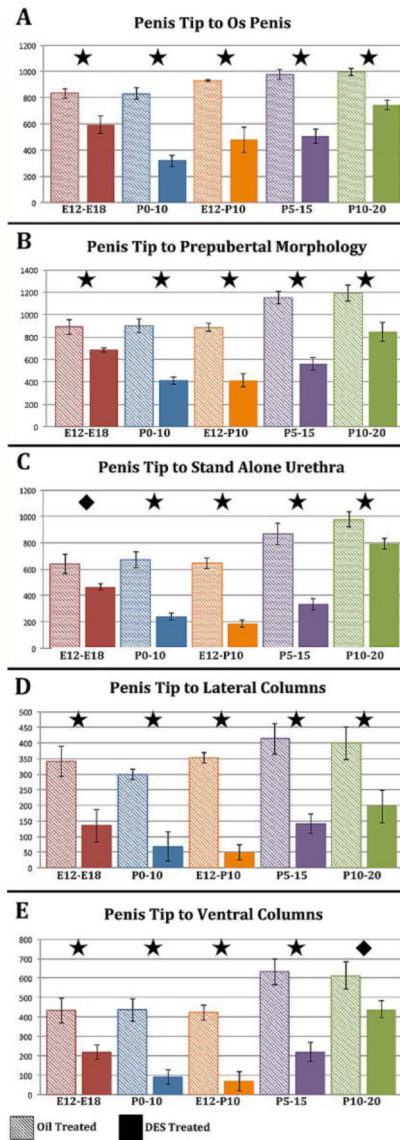 A
Penis Tip to Os Penis
1200
1000
800
600
400
200
0
E12-E18 P0-10 E12-P10 P5-15 P10-20
B
Penis Tip to Prepubertal Morphology
1400
1200
1000
800
600
400
200
0
E12-E18 P0-10 E12-P10 P5-15 P10-20
C
Penis Tip to Stand Alone Urethra
1200
1000
800
600
400
200
0
E12-E18 P0-10 E12-P10 P5-15 P10-20
D
Penis Tip to Lateral Columns
500
450
400
350
300
250
200
150
100
50
0
E12-E18 P0-10 E12-P10 P5-15 P10-20
E
Penis Tip to Ventral Columns
800
700
600
500
400
300
200
100
0
E12-E18 P0-10 E12-P10 P5-15 P10-20
Oil Treated DES Treated